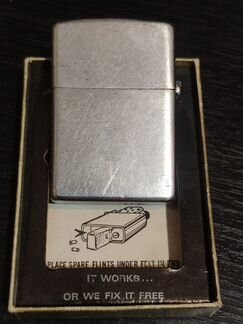 PLACE SPARE FLINTS UNDER FELT IN END
IT WORKS...
OR WE FIX IT FREE